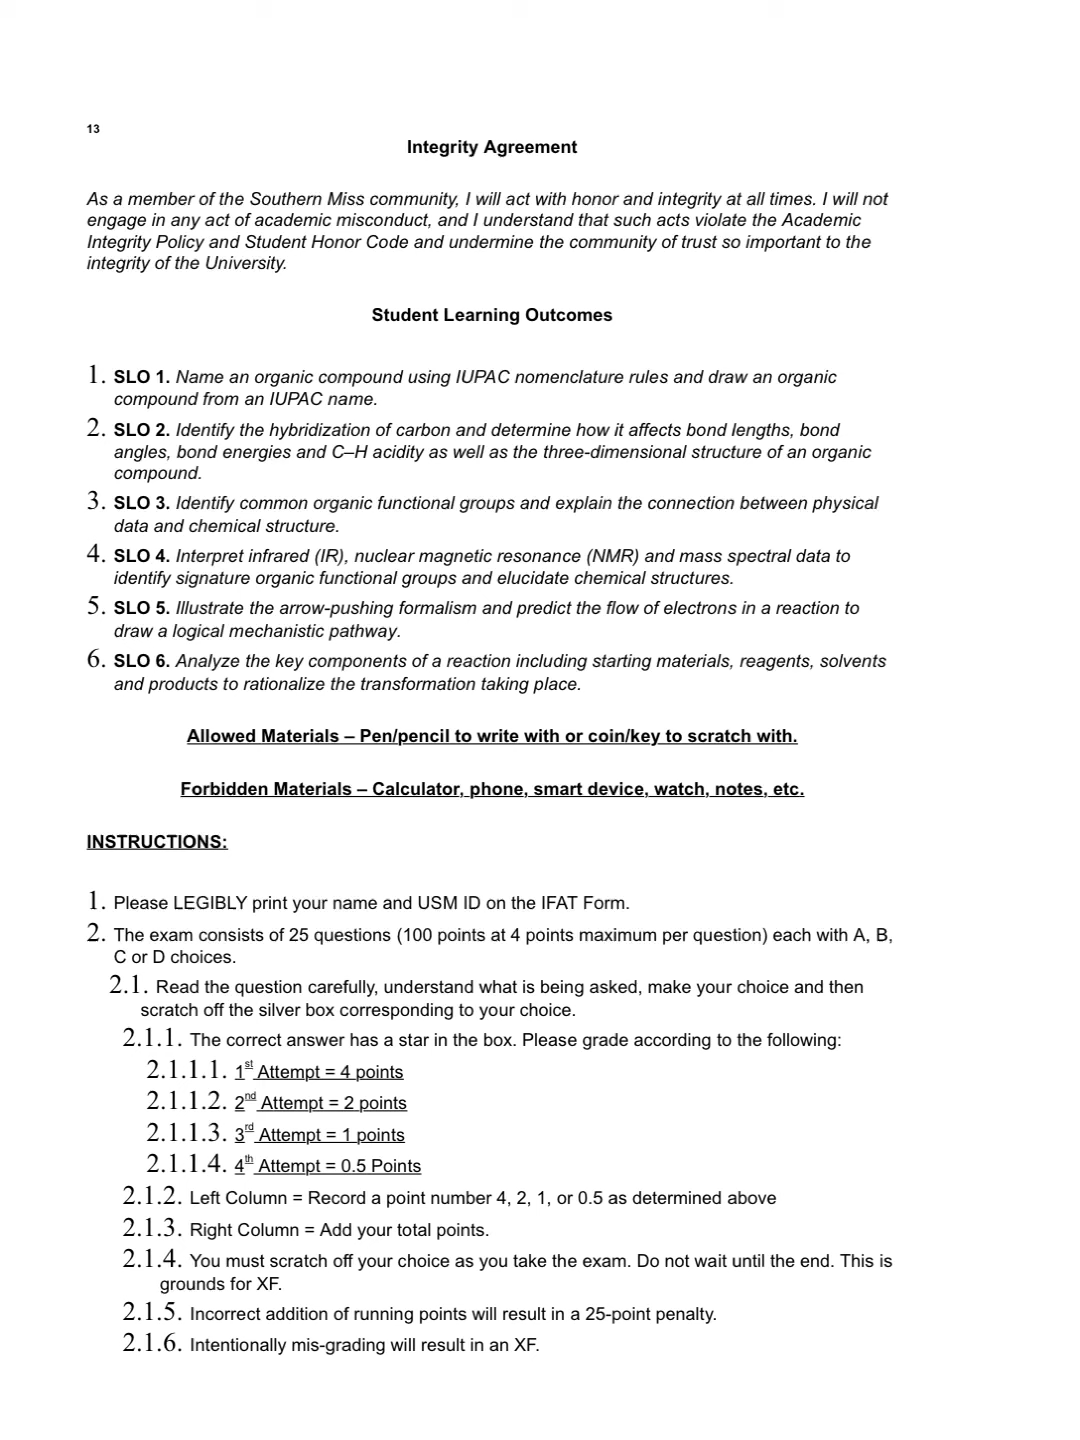 13
Integrity Agreement
As a member of the Southern Miss community, I will act with honor and integrity at all times. I will not
engage in any act of academic misconduct, and I understand that such acts violate the Academic
Integrity Policy and Student Honor Code and undermine the community of trust so important to the
integrity of the University.
Student Learning Outcomes
1. SLO 1. Name an organic compound using IUPAC nomenclature rules and draw an organic
compound from an IUPAC name.
2. SLO 2. Identify the hybridization of carbon and determine how it affects bond lengths, bond
angles, bond energies and C–H acidity as well as the three-dimensional structure of an organic
compound.
3. SLO 3. Identify common organic functional groups and explain the connection between physical
data and chemical structure.
4. SLO 4. Interpret infrared (IR), nuclear magnetic resonance (NMR) and mass spectral data to
identify signature organic functional groups and elucidate chemical structures.
5. SLO 5. Illustrate the arrow-pushing formalism and predict the flow of electrons in a reaction to
draw a logical mechanistic pathway.
6. SLO 6. Analyze the key components of a reaction including starting materials, reagents, solvents
and products to rationalize the transformation taking place.
Allowed Materials – Pen/pencil to write with or coin/key to scratch with.
Forbidden Materials – Calculator, phone, smart device, watch, notes, etc.
INSTRUCTIONS:
1. Please LEGIBLY print your name and USM ID on the IFAT Form.
2. The exam consists of 25 questions (100 points at 4 points maximum per question) each with A, B,
C or D choices.
2.1. Read the question carefully, understand what is being asked, make your choice and then
scratch off the silver box corresponding to your choice.
2.1.1. The correct answer has a star in the box. Please grade according to the following:
2.1.1.1. 1st Attempt = 4 points
2.1.1.2. 2nd Attempt = 2 points
2.1.1.3. 3rd Attempt = 1 points
2.1.1.4. 4th Attempt = 0.5 Points
2.1.2. Left Column = Record a point number 4, 2, 1, or 0.5 as determined above
2.1.3. Right Column = Add your total points.
2.1.4. You must scratch off your choice as you take the exam. Do not wait until the end. This is
grounds for XF.
2.1.5. Incorrect addition of running points will result in a 25-point penalty.
2.1.6. Intentionally mis-grading will result in an XF.